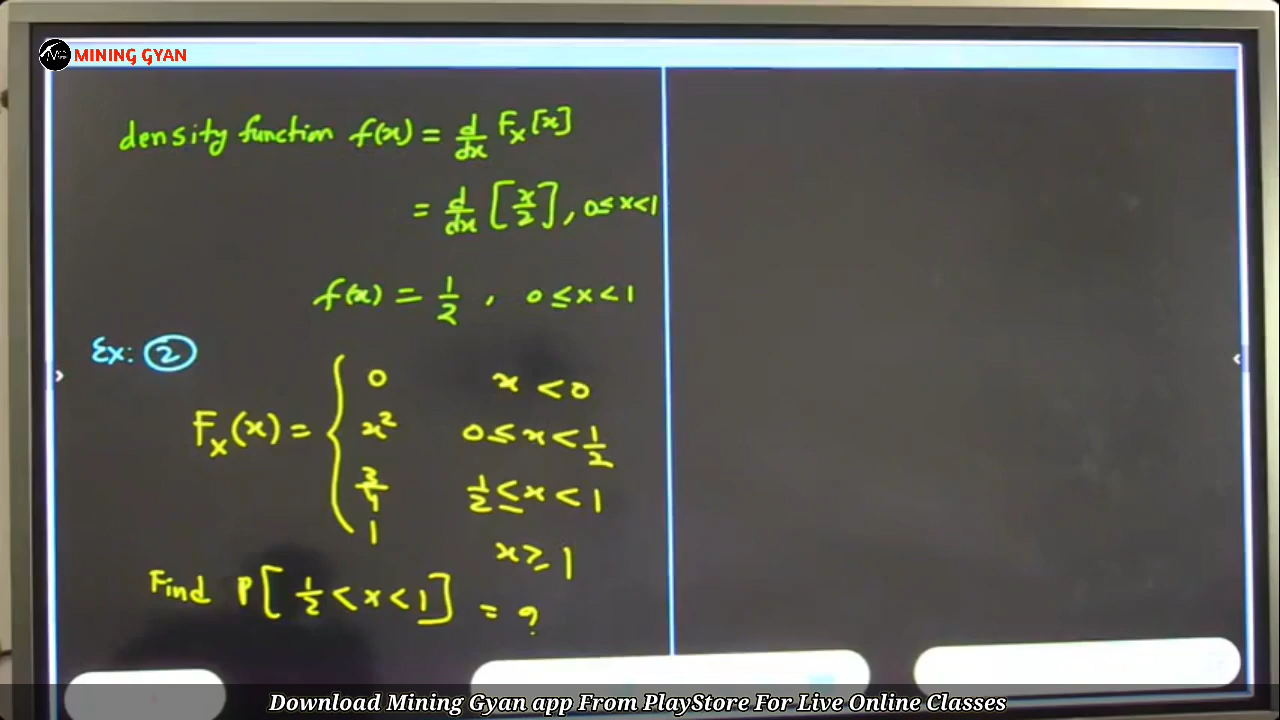 MINING GYAN
density function f(x) = d/dx Fₓ[x]
= d/dx [x/2], 0≤x<1
f(x) = 1/2 , 0≤x<1
Ex: ②
Fₓ(x) = { 0 x<0
x² 0≤x<1/2
3/4 1/2≤x<1
1 x≥1
Find P[1/2<x<1] = ?
Download Mining Gyan app From PlayStore For Live Online Classes